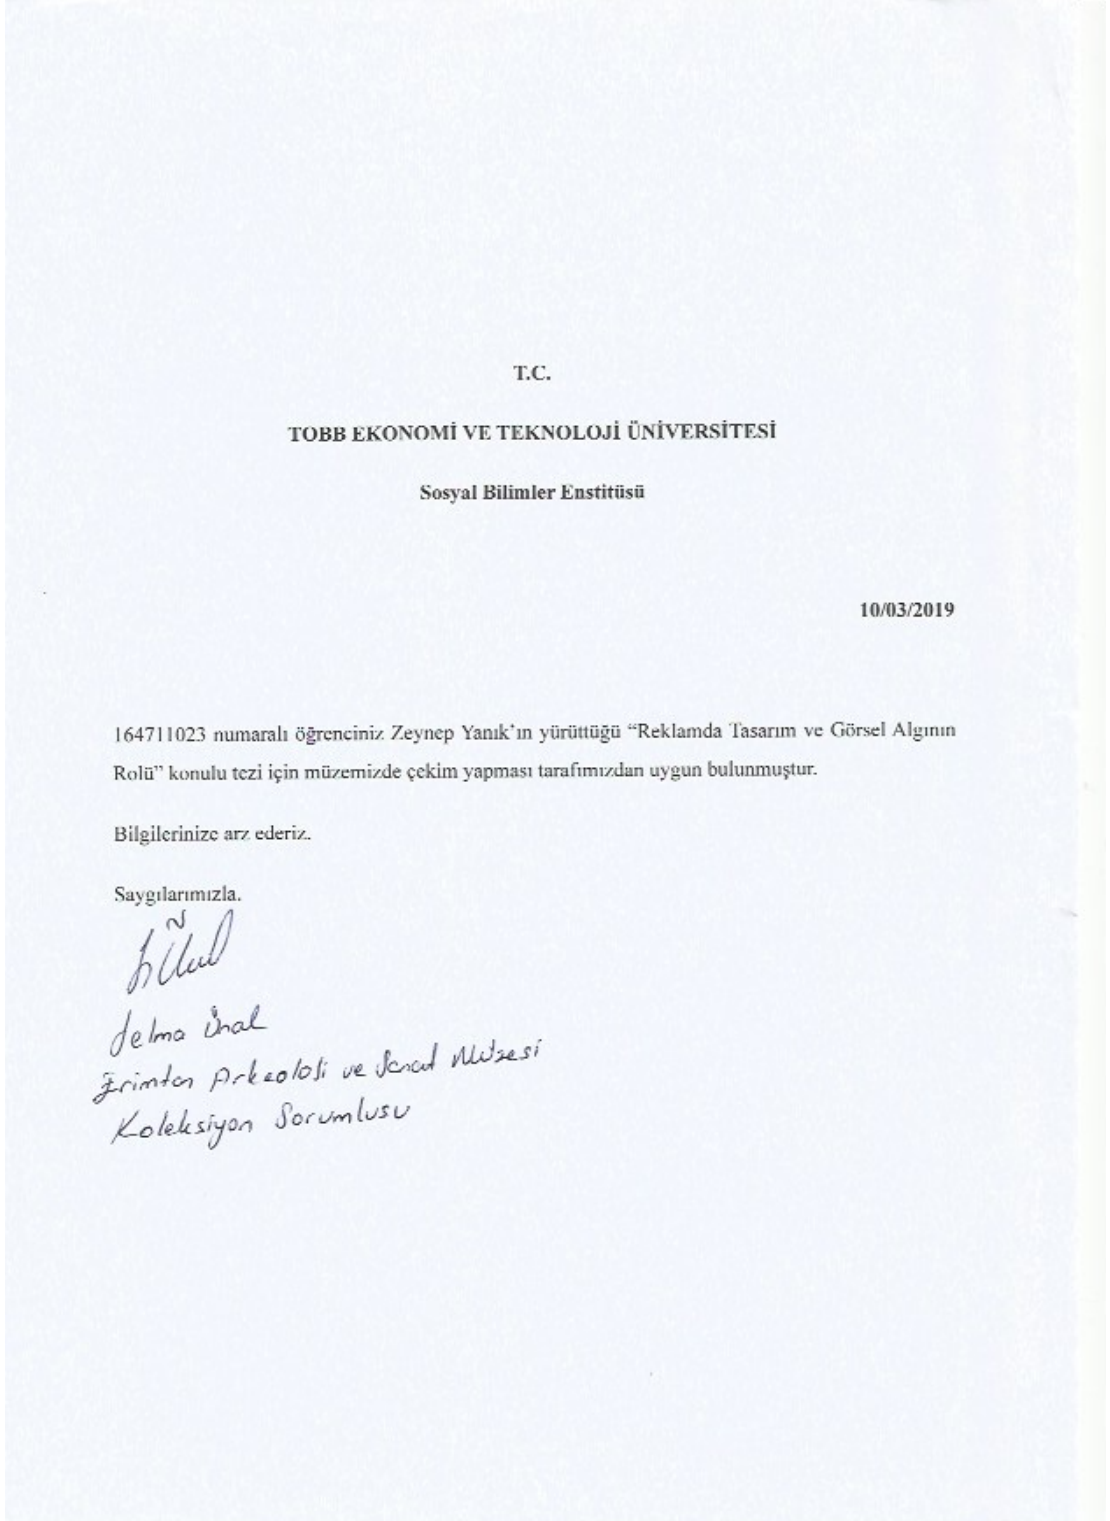 T.C.
TOBB EKONOMİ VE TEKNOLOJİ ÜNİVERSİTESİ
Sosyal Bilimler Enstitüsü
10/03/2019
164711023 numaralı öğrenciniz Zeynep Yanık’ın yürüttüğü “Reklamda Tasarım ve Görsel Algının
Rolü” konulu tezi için müzemizde çekim yapması tarafımızdan uygun bulunmuştur.
Bilgilerinize arz ederiz.
Saygılarımızla.
Selma Ünal
Erimtan Arkeoloji ve Sanat Müzesi
Koleksiyon Sorumlusu